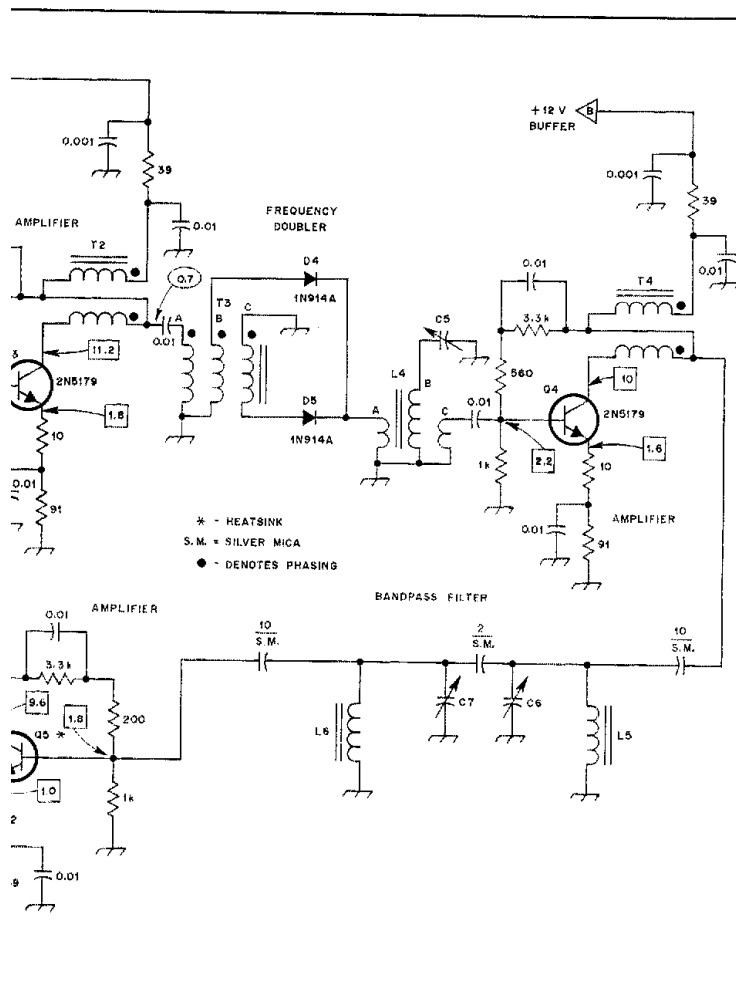 +12 V B
BUFFER
0.001
39
0.001
39
AMPLIFIER
0.01
FREQUENCY
DOUBLER
T2
D4
0.01
0.01
T4
0.7
1N914A
A
T3
B
C
0.01
C5
3.3k
11.2
L4
B
560
10
3
2N5179
D5
A
C
0.01
Q4
2N5179
1.8
1N914A
10
2.2
1.6
1k
10
0.01
91
0.01
AMPLIFIER
91
* - HEATSINK
S.M. = SILVER MICA
● - DENOTES PHASING
BANDPASS FILTER
AMPLIFIER
0.01
10
S.M.
2
S.M.
10
S.M.
3.3k
9.6
1.8
200
C7
C6
L6
L5
Q5 *
1.0
1k
2
9
0.01